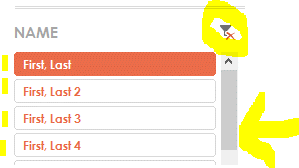 NAME
First, Last
First, Last 2
First, Last 3
First, Last 4